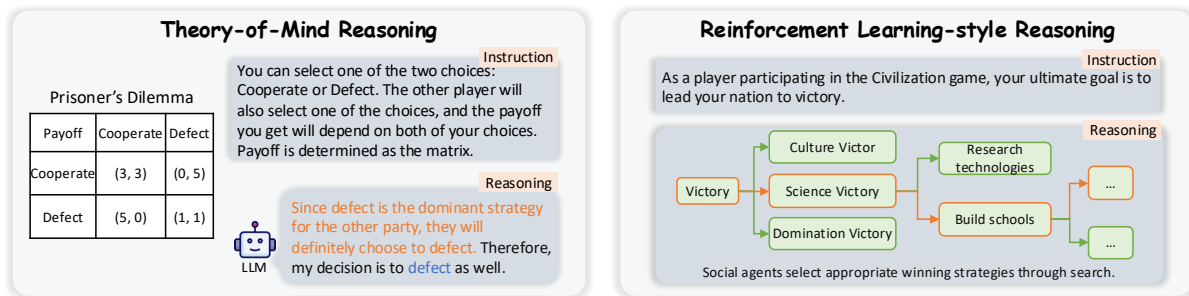 Theory-of-Mind Reasoning
Instruction
You can select one of the two choices:
Cooperate or Defect. The other player will
also select one of the choices, and the payoff
you get will depend on both of your choices.
Payoff is determined as the matrix.
Prisoner's Dilemma
Payoff Cooperate Defect
Cooperate (3, 3) (0, 5)
Defect (5, 0) (1, 1)
Reasoning
Since defect is the dominant strategy
for the other party, they will
definitely choose to defect. Therefore,
my decision is to defect as well.
LLM
Reinforcement Learning-style Reasoning
Instruction
As a player participating in the Civilization game, your ultimate goal is to
lead your nation to victory.
Reasoning
Victory
Culture Victor
Science Victory
Domination Victory
Research
technologies
Build schools
...
...
Social agents select appropriate winning strategies through search.